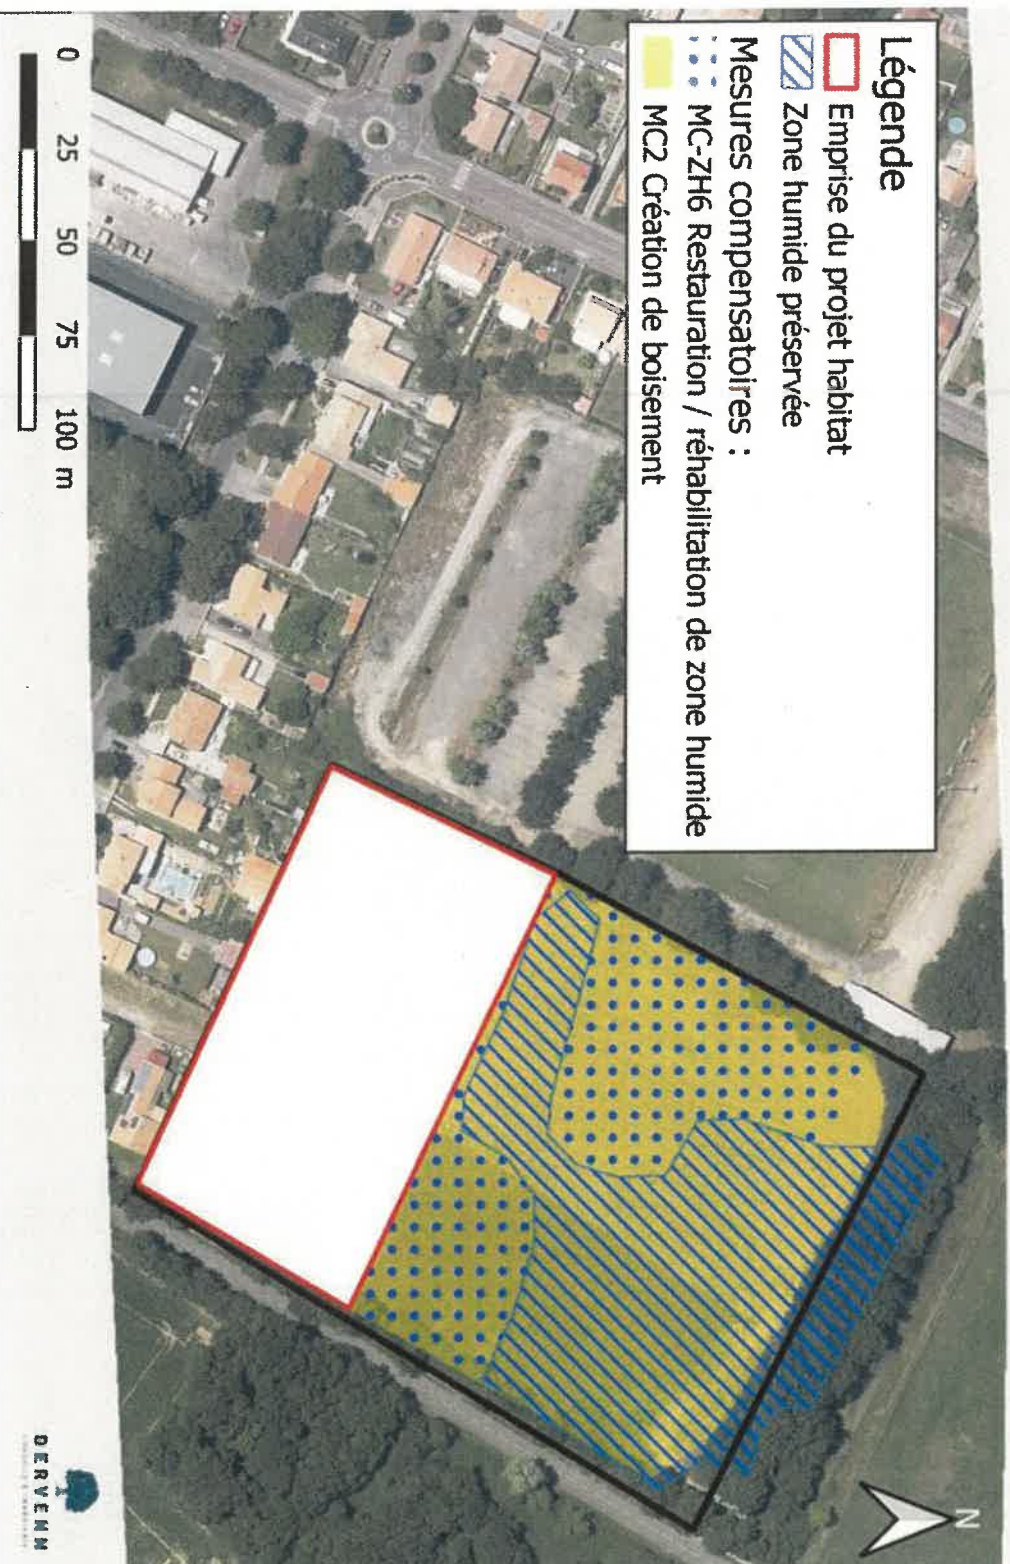 Légende
Emprise du projet habitat
Zone humide préservée
Mesures compensatoires :
MC-ZH6 Restauration / réhabilitation de zone humide
MC2 Création de boisement
N
0 25 50 75 100 m
DERVENN